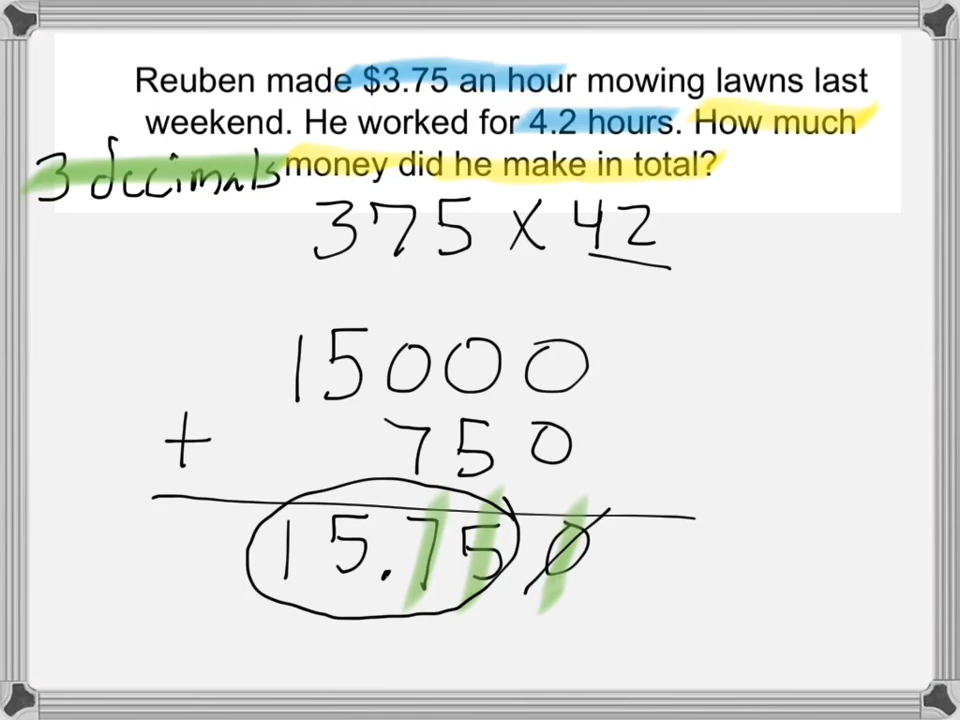 Reuben made $3.75 an hour mowing lawns last
weekend. He worked for 4.2 hours. How much
money did he make in total?
3 decimals
375 x 42
15000
+ 750
15.750